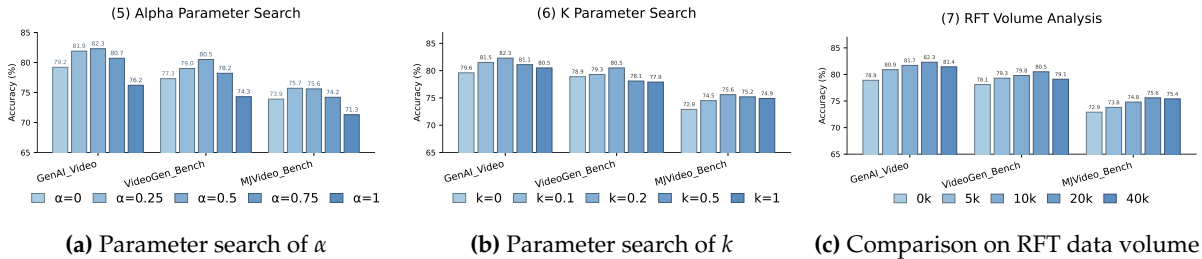 (5) Alpha Parameter Search
Accuracy (%)
85
80
75
70
65
79.2 81.9 82.3 80.7 76.2
77.3 79.0 80.5 78.2 74.3
73.9 75.7 75.6 74.2 71.3
GenAI_Video VideoGen_Bench MJVideo_Bench
α=0 α=0.25 α=0.5 α=0.75 α=1
(a) Parameter search of α
(6) K Parameter Search
Accuracy (%)
85
80
75
70
65
79.6 81.5 82.3 81.1 80.5
78.9 79.3 80.5 78.1 77.9
72.9 74.5 75.6 75.2 74.9
GenAI_Video VideoGen_Bench MJVideo_Bench
k=0 k=0.1 k=0.2 k=0.5 k=1
(b) Parameter search of k
(7) RFT Volume Analysis
Accuracy (%)
85
80
75
70
65
78.9 80.9 81.7 82.3 81.4
78.1 79.3 79.8 80.5 79.1
72.9 73.8 74.8 75.6 75.4
GenAI_Video VideoGen_Bench MJVideo_Bench
0k 5k 10k 20k 40k
(c) Comparison on RFT data volume